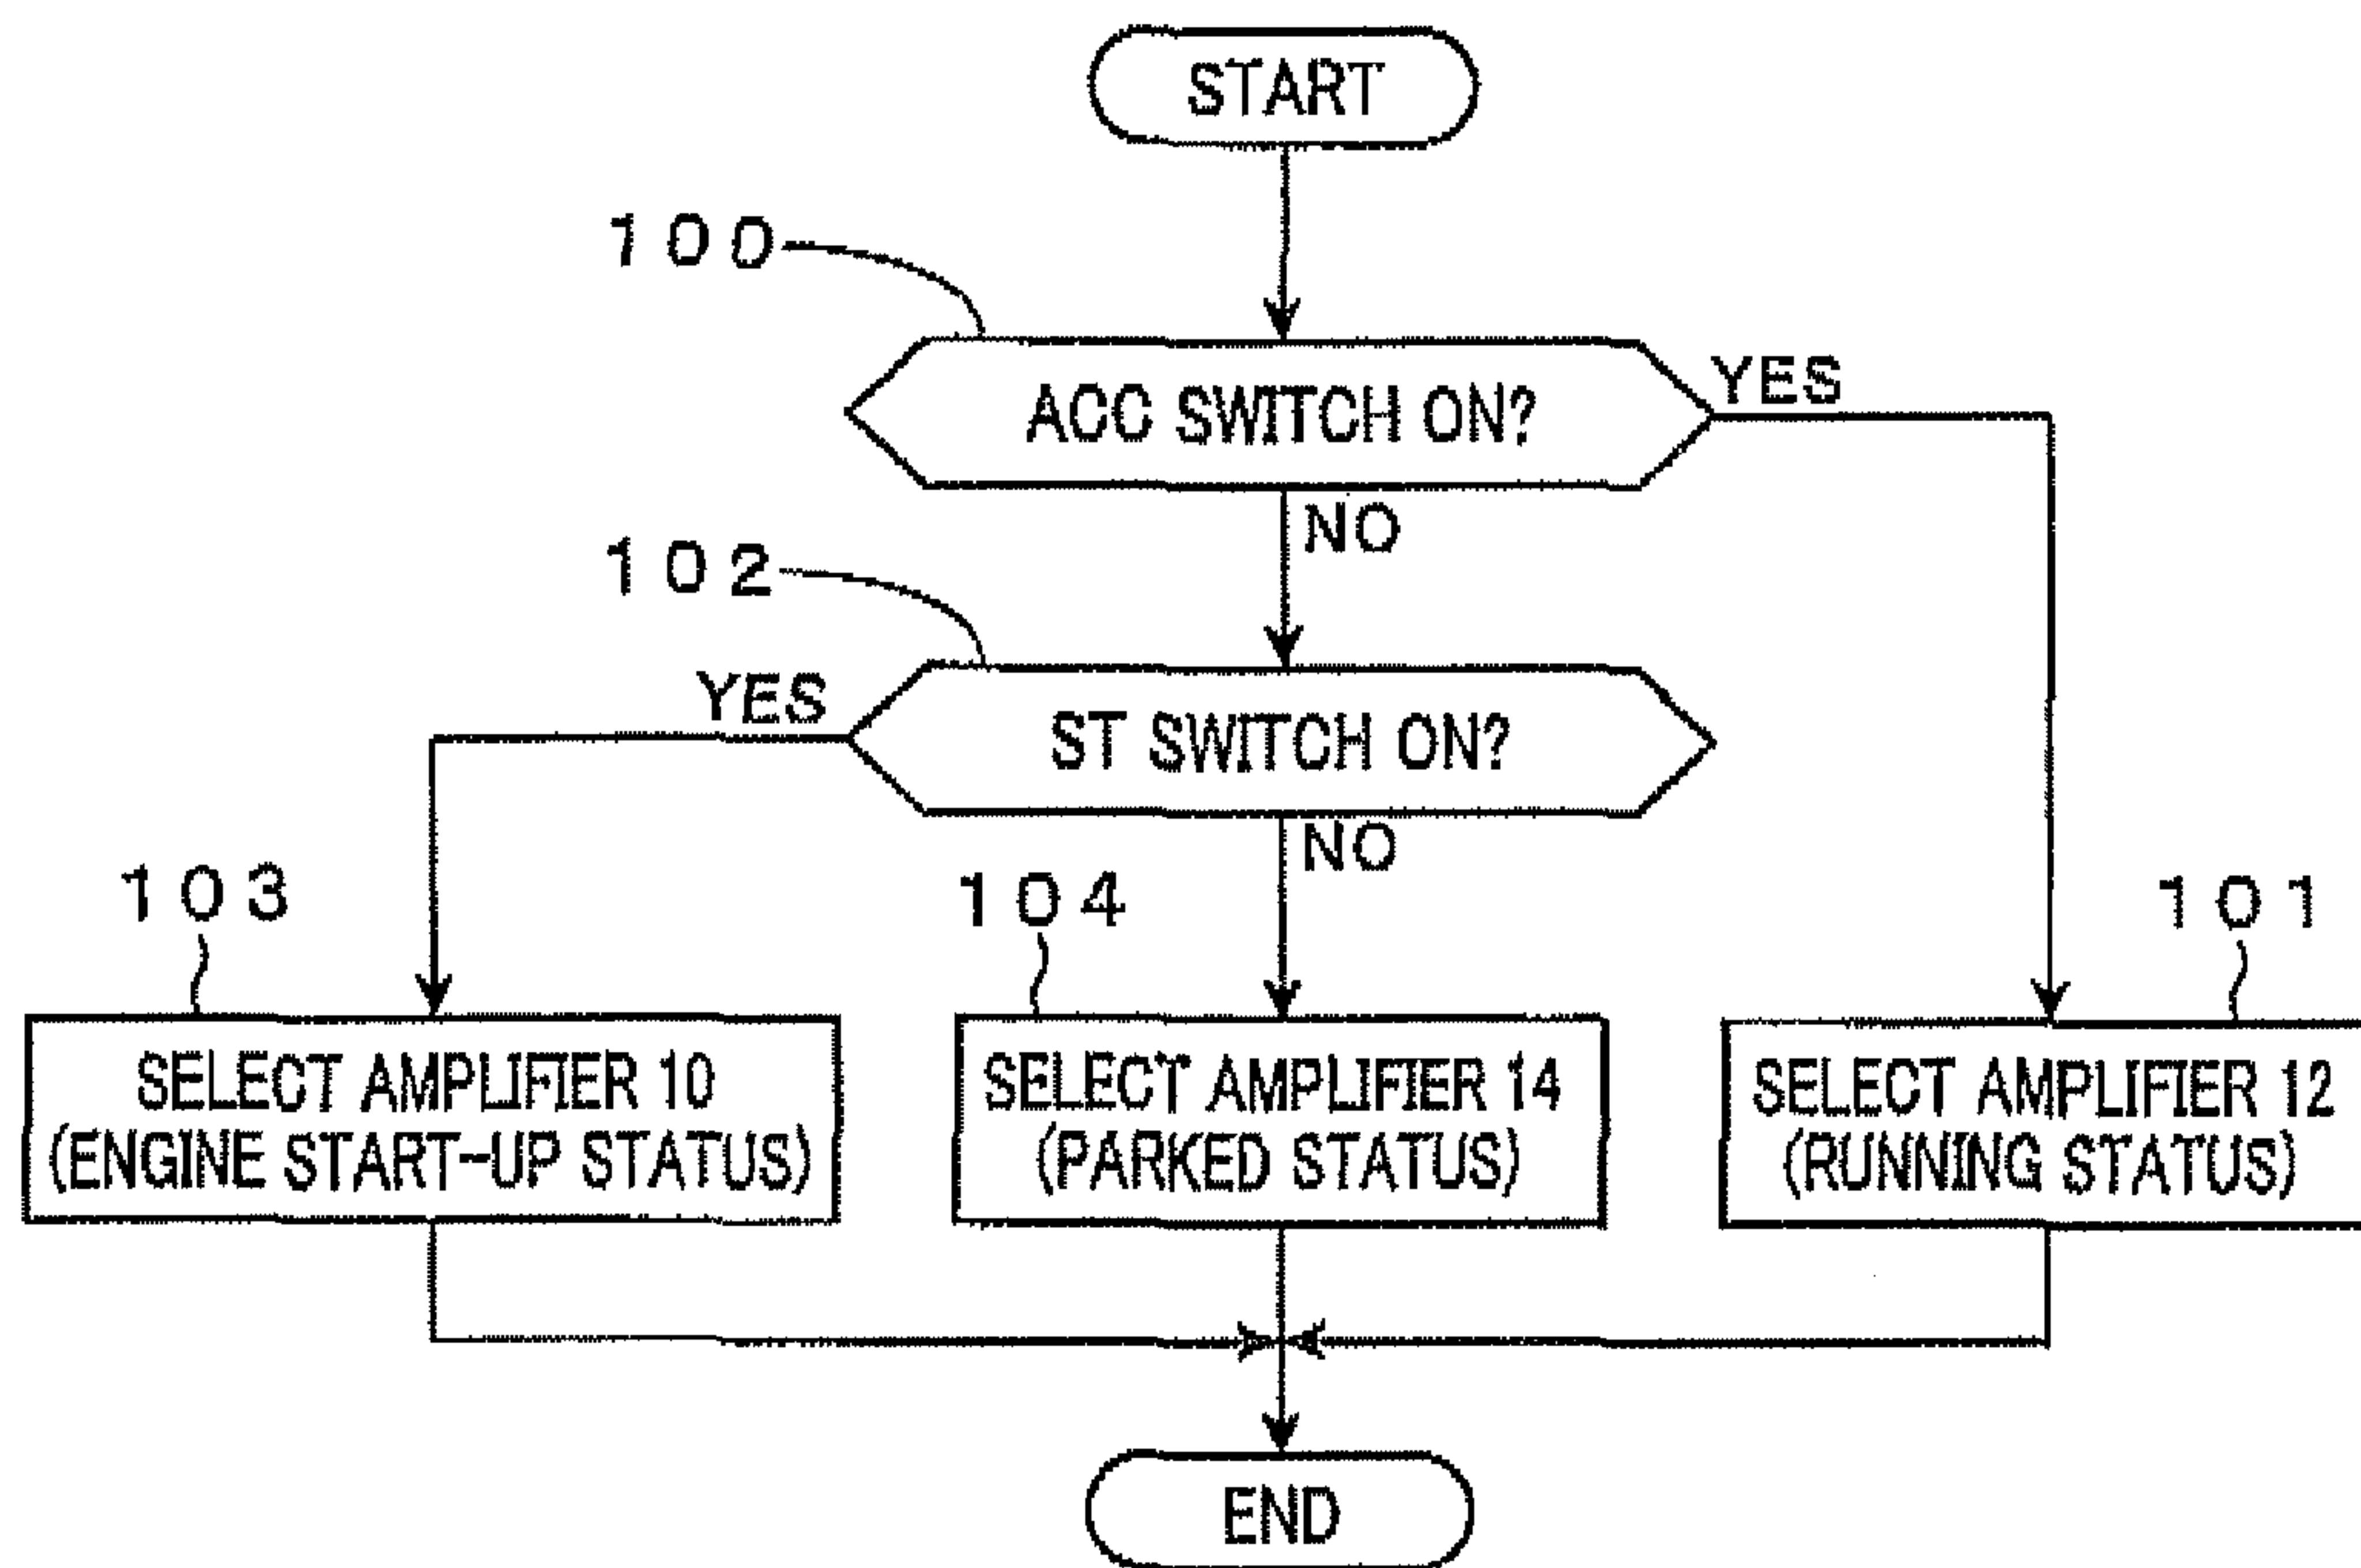 START
100
ACC SWITCH ON?
YES
NO
102
YES
ST SWITCH ON?
NO
103
104
101
SELECT AMPLIFIER 10
(ENGINE START-UP STATUS)
SELECT AMPLIFIER 14
(PARKED STATUS)
SELECT AMPLIFIER 12
(RUNNING STATUS)
END